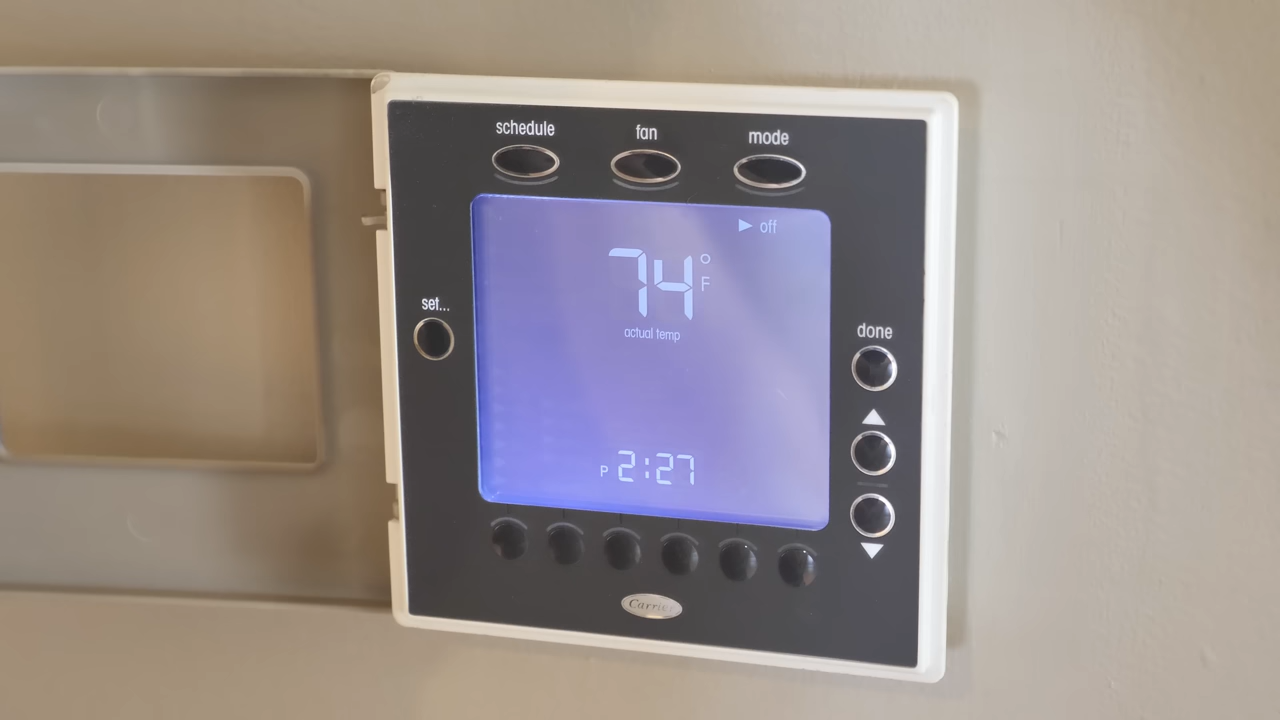 schedule fan mode
▶ off
74 °F
actual temp
set...
done
P 2:27
Carrier